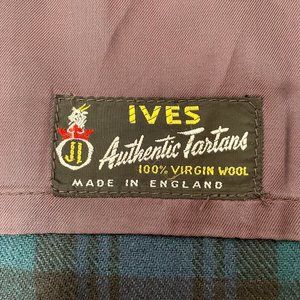 IVES
JI
Authentic Tartans
100% VIRGIN WOOL
MADE IN ENGLAND